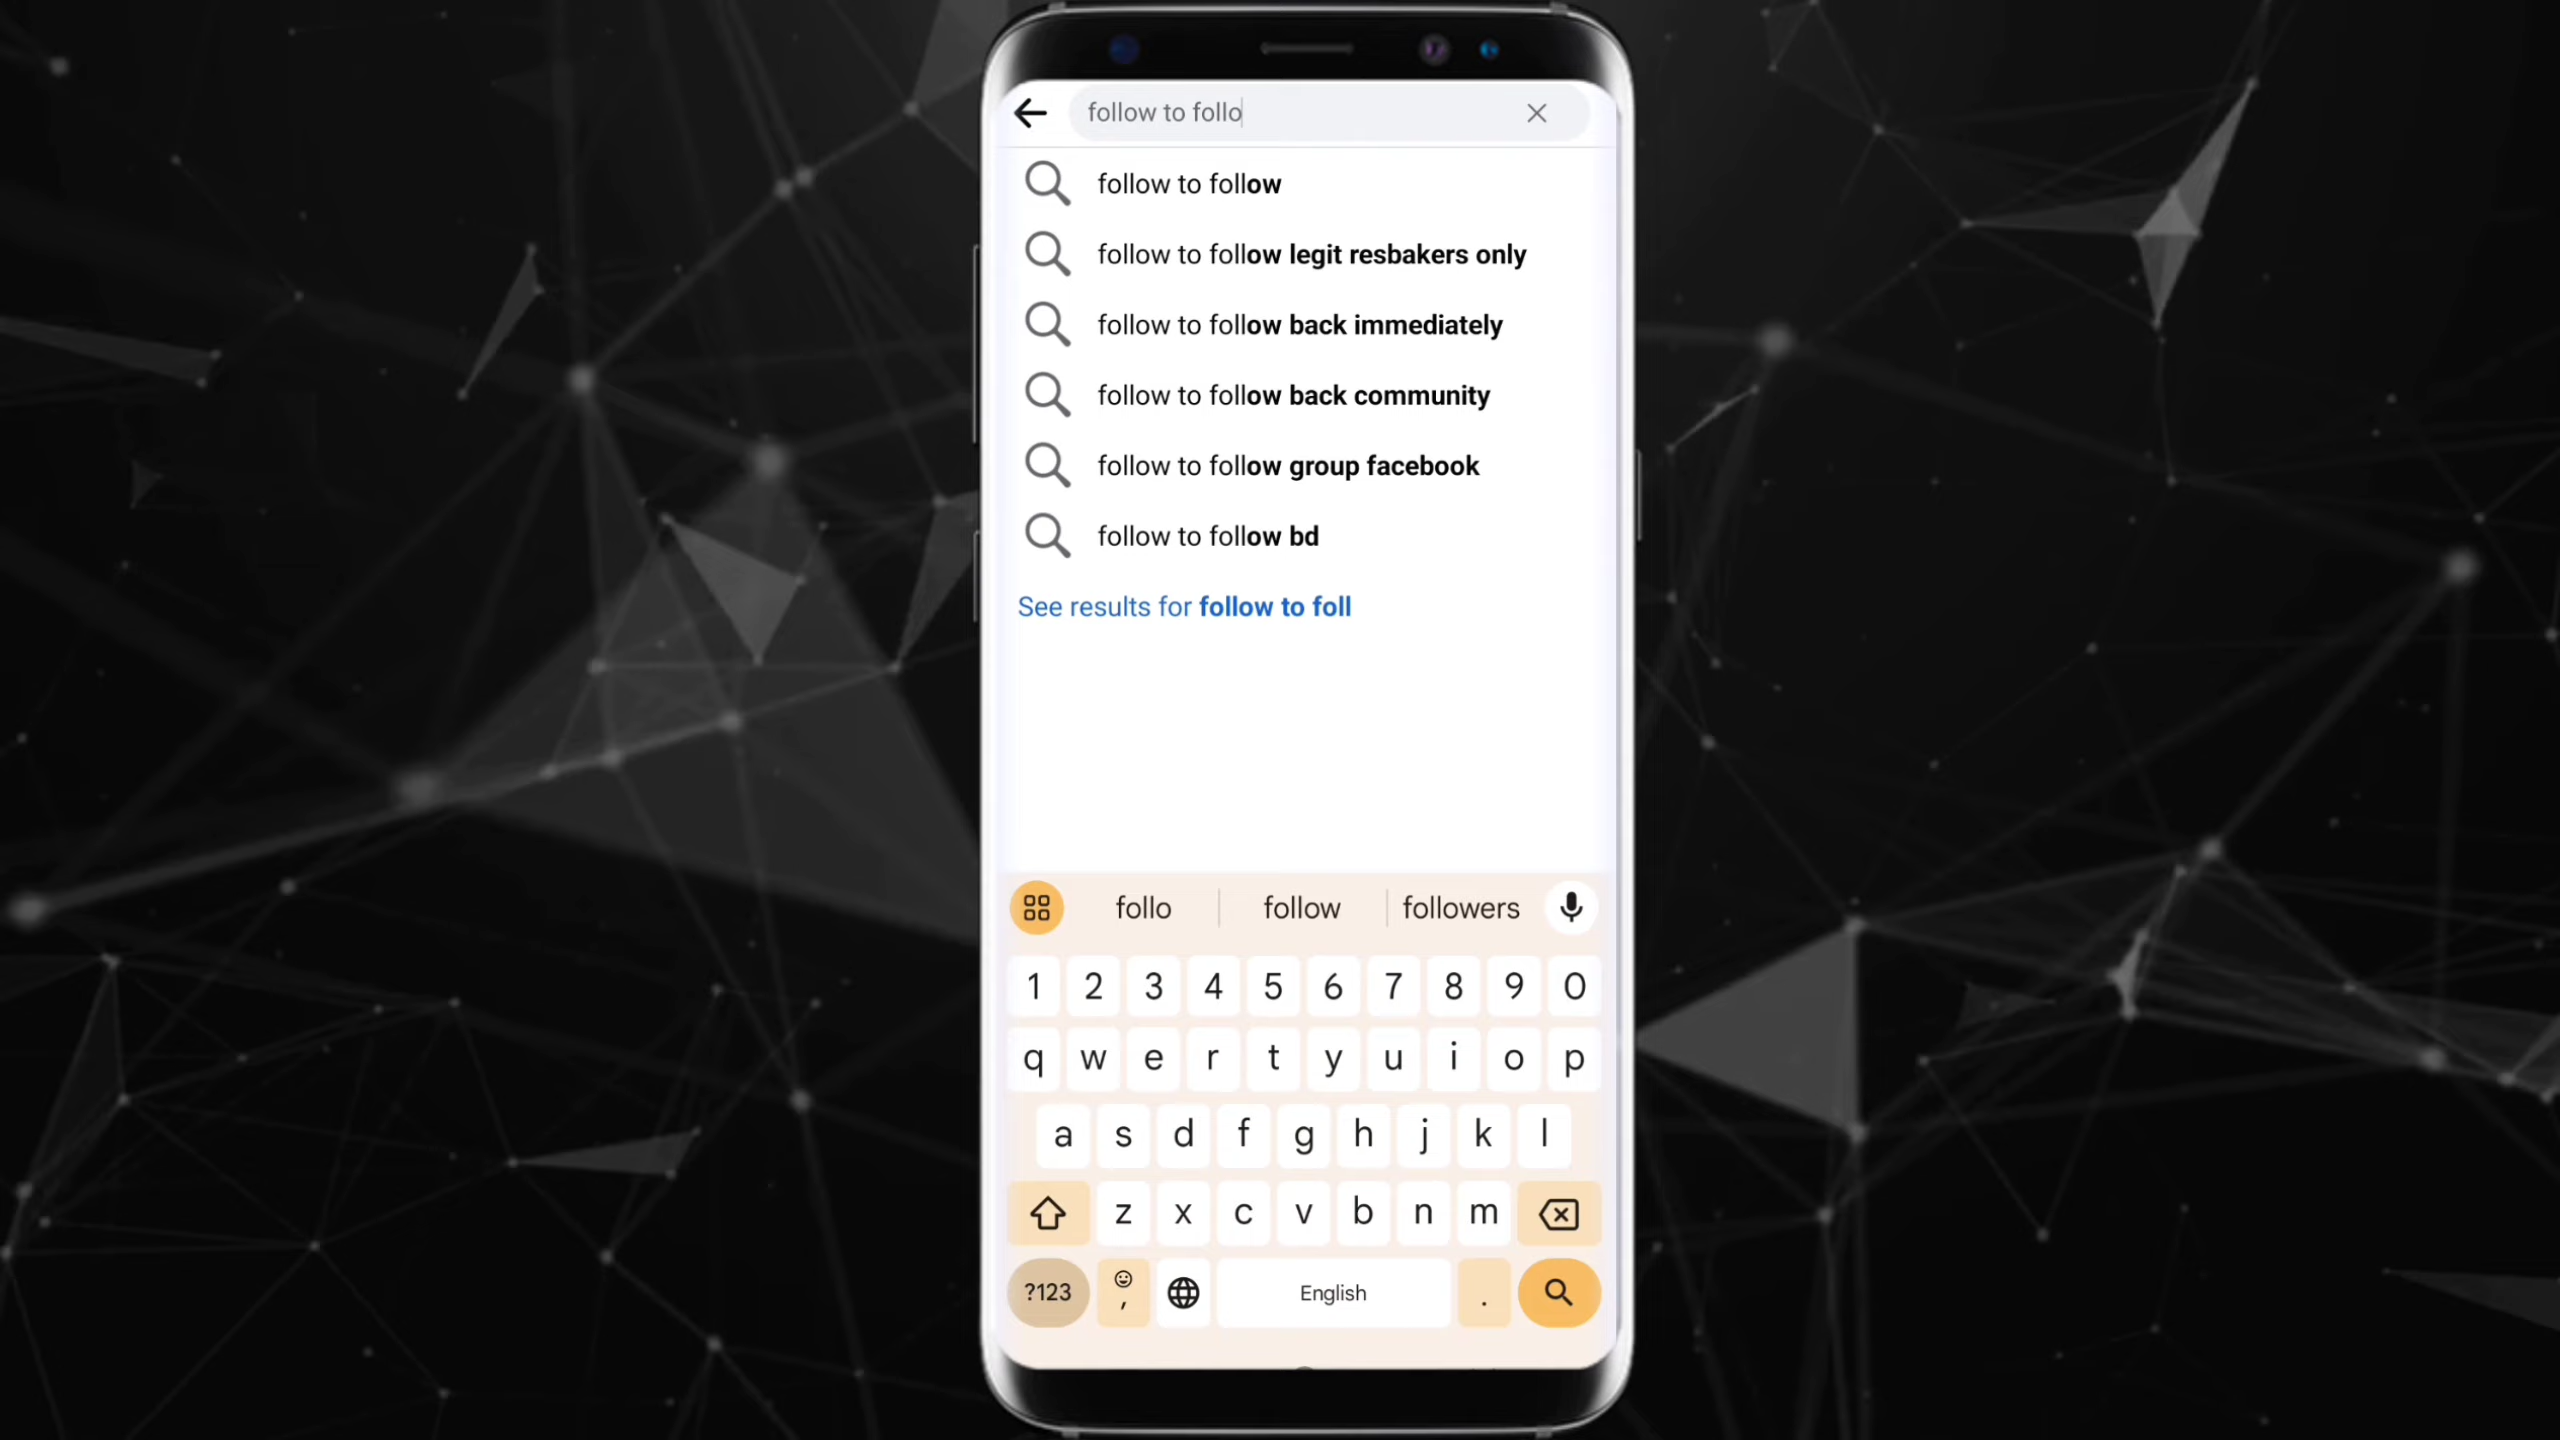 follow to follo
follow to follow
follow to follow legit resbakers only
follow to follow back immediately
follow to follow back community
follow to follow group facebook
follow to follow bd
See results for follow to foll
follo follow followers
1 2 3 4 5 6 7 8 9 0
q w e r t y u i o p
a s d f g h j k l
z x c v b n m
?123 , English .